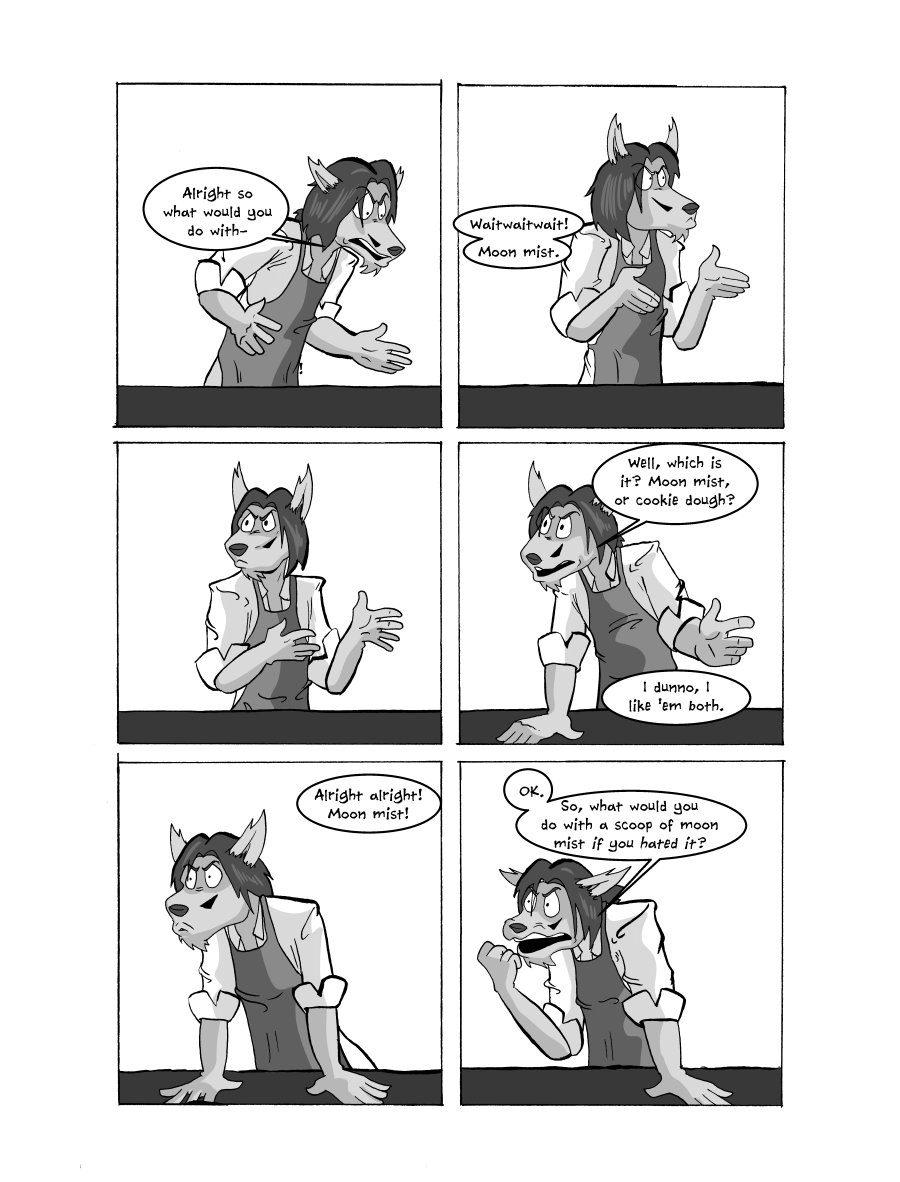 Alright so
what would you
do with-
!
Waitwaitwait!
Moon mist.
Well, which is
it? Moon mist,
or cookie dough?
I dunno, I
like 'em both.
Alright alright!
Moon mist!
OK.
So, what would you
do with a scoop of moon
mist if you hated it?